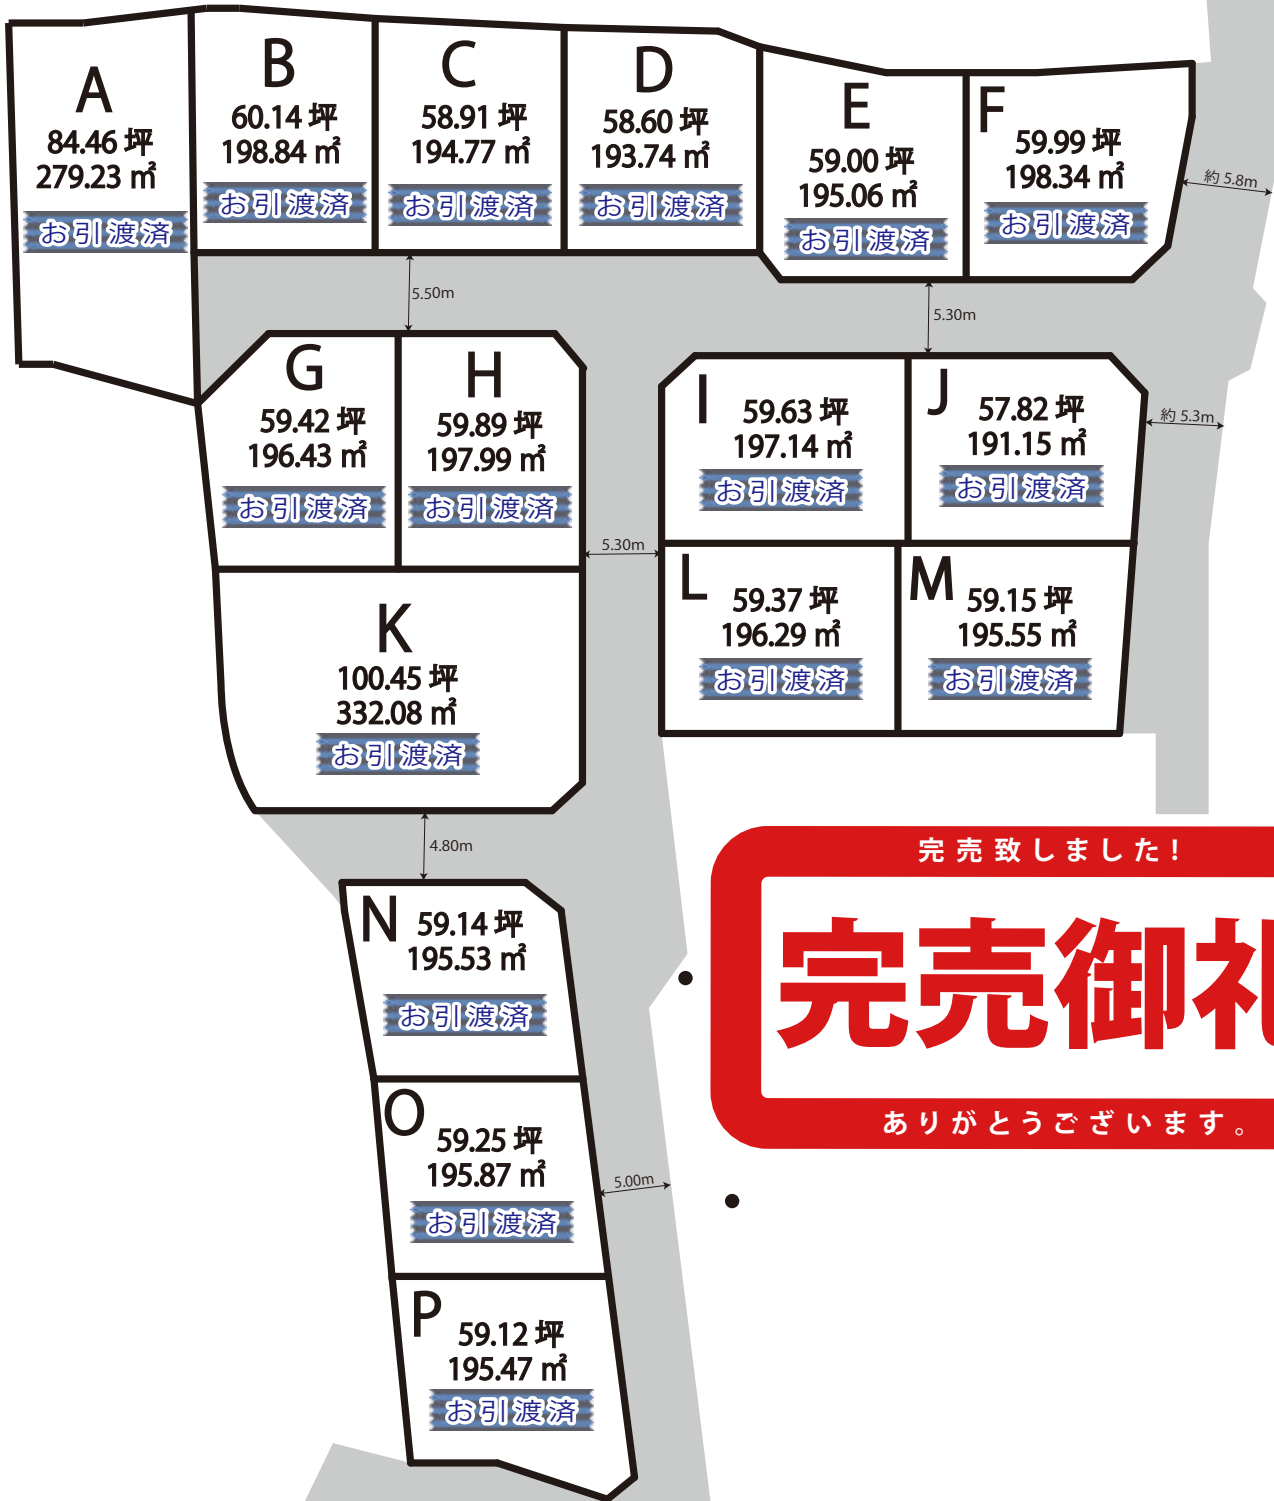 A
84.46 坪
279.23 ㎡
お引渡済
B
60.14 坪
198.84 ㎡
お引渡済
C
58.91 坪
194.77 ㎡
お引渡済
D
58.60 坪
193.74 ㎡
お引渡済
E
59.00 坪
195.06 ㎡
お引渡済
F
59.99 坪
198.34 ㎡
お引渡済
約 5.8m
5.50m
5.30m
G
59.42 坪
196.43 ㎡
お引渡済
H
59.89 坪
197.99 ㎡
お引渡済
I
59.63 坪
197.14 ㎡
お引渡済
J
57.82 坪
191.15 ㎡
お引渡済
約 5.3m
5.30m
K
100.45 坪
332.08 ㎡
お引渡済
L
59.37 坪
196.29 ㎡
お引渡済
M
59.15 坪
195.55 ㎡
お引渡済
4.80m
N
59.14 坪
195.53 ㎡
お引渡済
完売致しました!
完売御礼
ありがとうございます。
O
59.25 坪
195.87 ㎡
お引渡済
5.00m
P
59.12 坪
195.47 ㎡
お引渡済